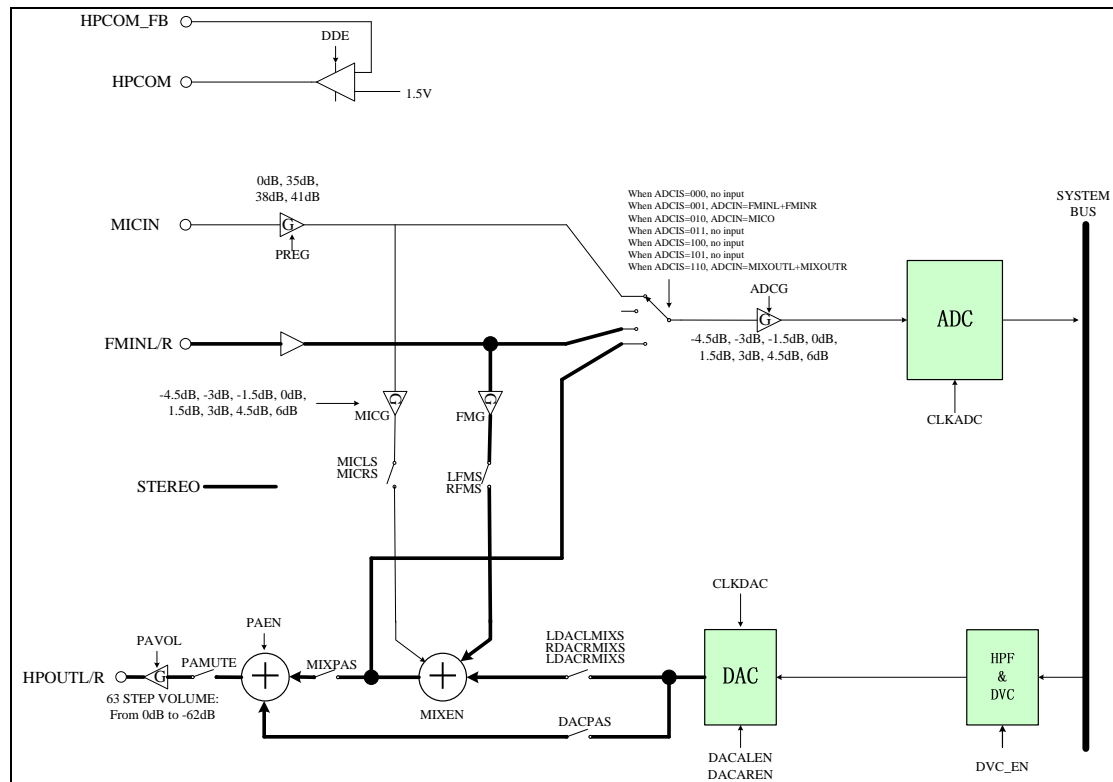 HPCOM_FB
DDE
HPCOM
1.5V
0dB, 35dB,
38dB, 41dB
MICIN
G
PREG
When ADCIS=000, no input
When ADCIS=001, ADCIN=FMINL+FMINR
When ADCIS=010, ADCIN=MICO
When ADCIS=011, no input
When ADCIS=100, no input
When ADCIS=101, no input
When ADCIS=110, ADCIN=MIXOUTL+MIXOUTR
SYSTEM
BUS
ADCG
G
-4.5dB, -3dB, -1.5dB, 0dB,
1.5dB, 3dB, 4.5dB, 6dB
ADC
CLKADC
FMINL/R
-4.5dB, -3dB, -1.5dB, 0dB,
1.5dB, 3dB, 4.5dB, 6dB
G
MICG
G
FMG
MICLS
MICRS
LFMS
RFMS
STEREO
CLKDAC
PAEN
PAVOL
PAMUTE
MIXPAS
LDACLMIXS
RDACRMIXS
LDACRMIXS
HPOUTL/R
G
+
+
DAC
HPF
&
DVC
63 STEP VOLUME:
From 0dB to -62dB
MIXEN
DACPAS
DACALEN
DACAREN
DVC_EN